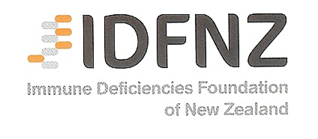 IDFNZ
Immune Deficiencies Foundation
of New Zealand